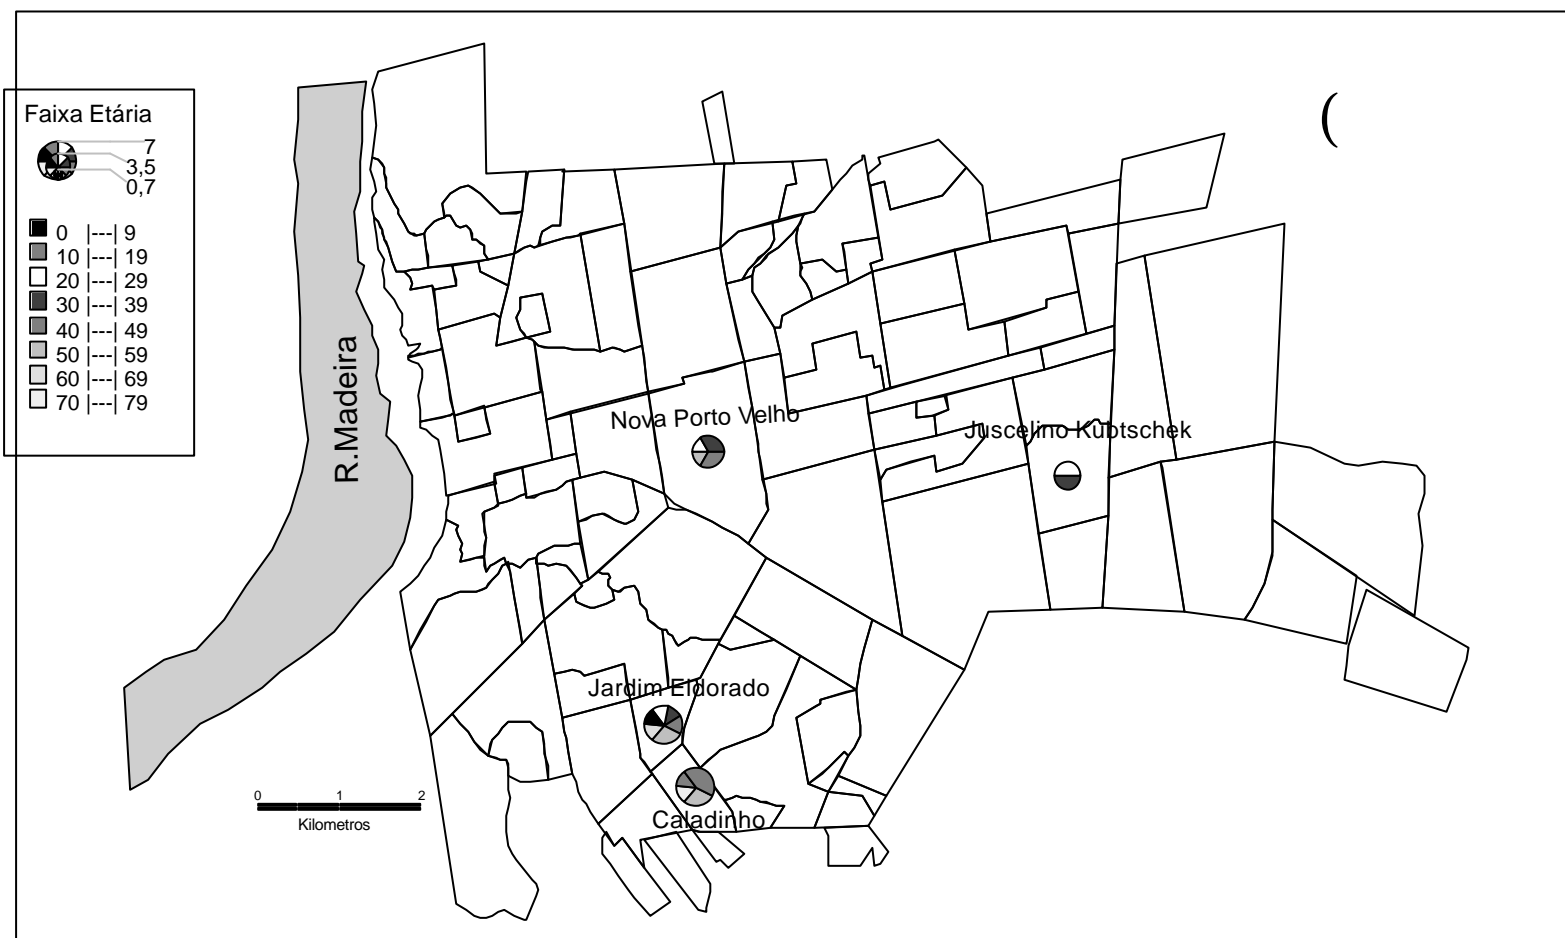 Faixa Etária
7
3,5
0,7
0 |---| 9
10 |---| 19
20 |---| 29
30 |---| 39
40 |---| 49
50 |---| 59
60 |---| 69
70 |---| 79
(
R.Madeira
Nova Porto Velho
Juscelino Kubtschek
Jardim Eldorado
Caladinho
0 1 2
Kilometros